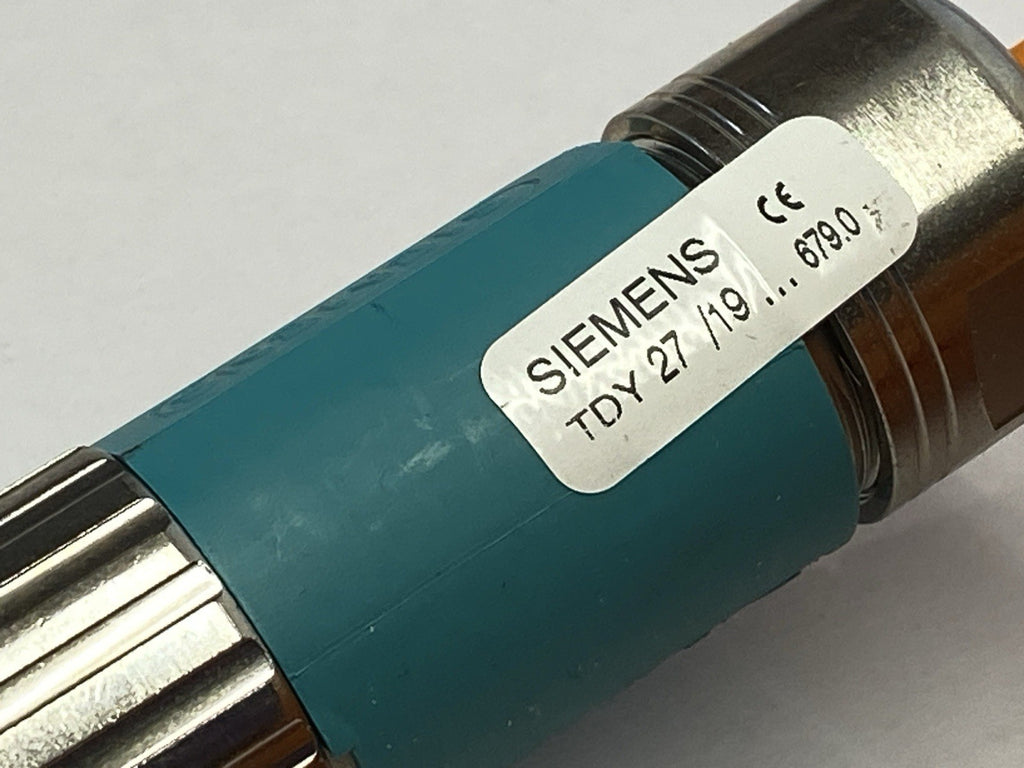 SIEMENS CE
TDY 27 /19 ... 679.0